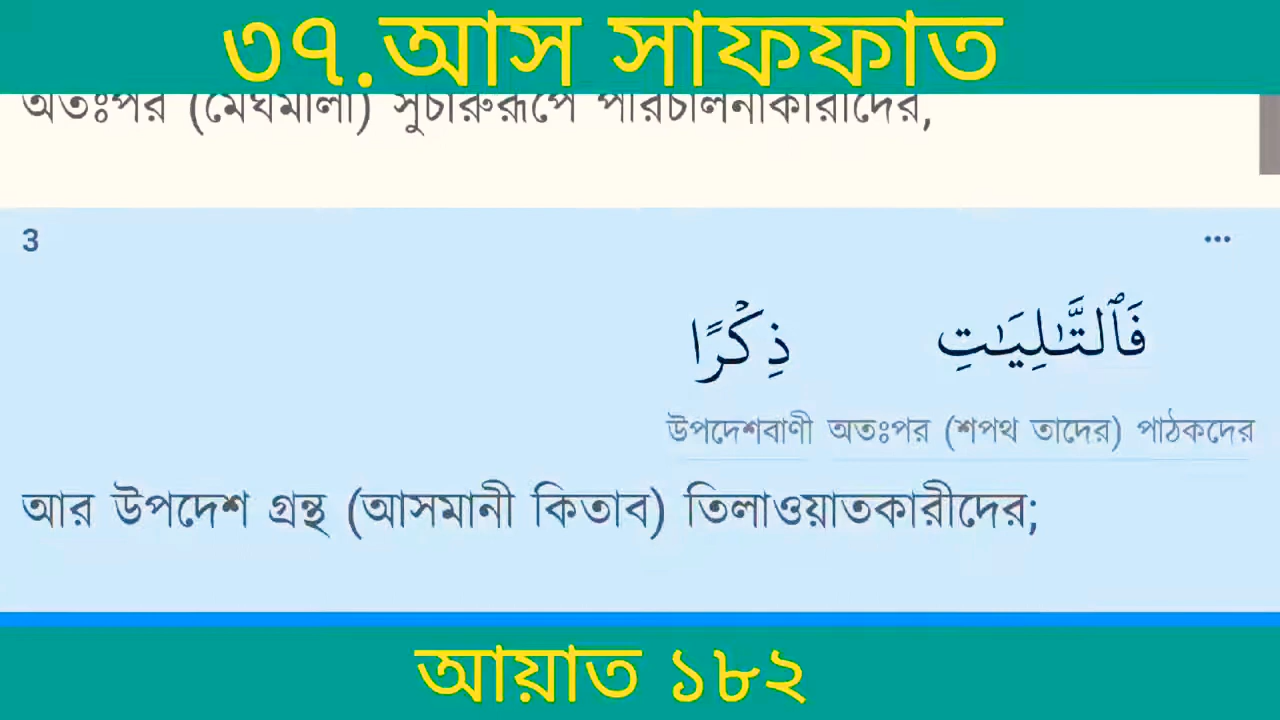 ৩৭.আস সাফফাত
অতঃপর (মেঘমালা) সুচারুরূপে পরিচালনাকারীদের,
3
فَٱلتَّـٰلِيَـٰتِ ذِكْرًا
উপদেশবাণী অতঃপর (শপথ তাদের) পাঠকদের
আর উপদেশ গ্রন্থ (আসমানী কিতাব) তিলাওয়াতকারীদের;
আয়াত ১৮২